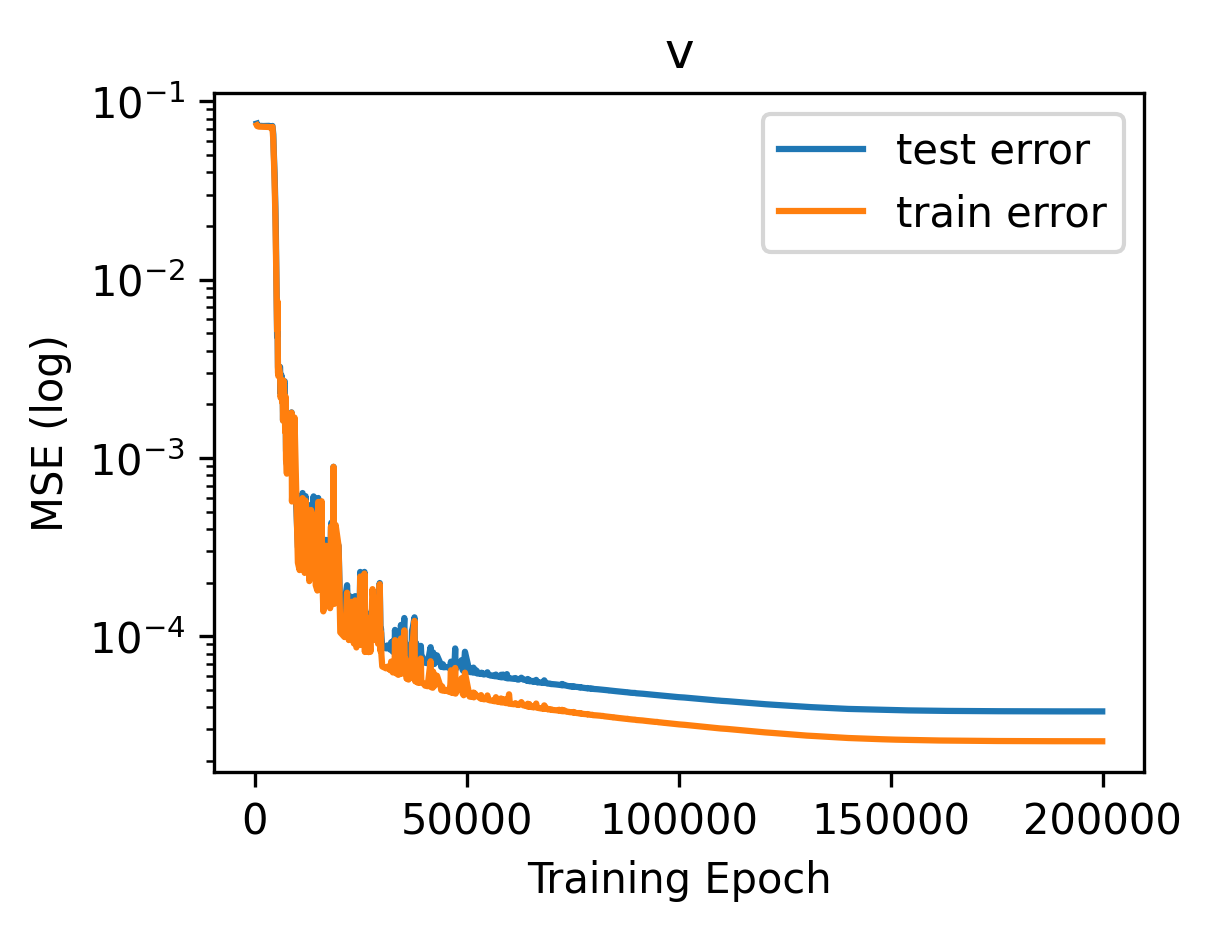 v
MSE (log)
10⁻¹
10⁻²
10⁻³
10⁻⁴
test error
train error
0
50000
100000
150000
200000
Training Epoch